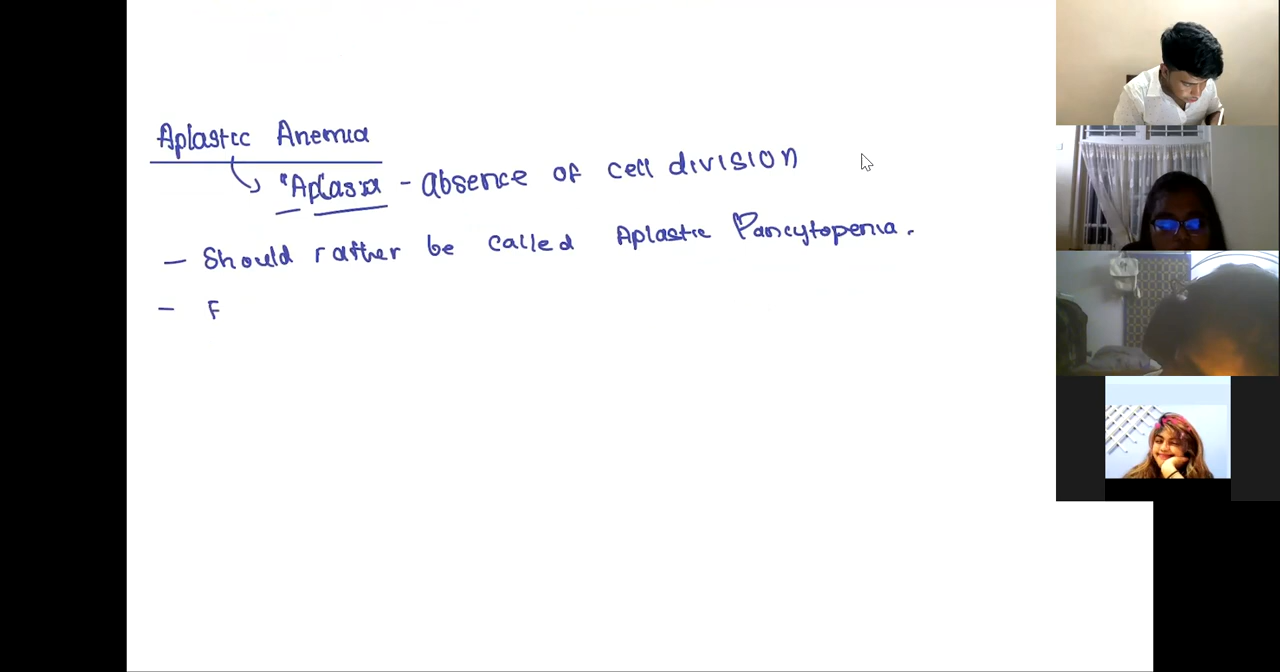 Aplastic Anemia
"Aplasia - absence of cell division
- Should rather be called Aplastic Pancytopenia.
- F